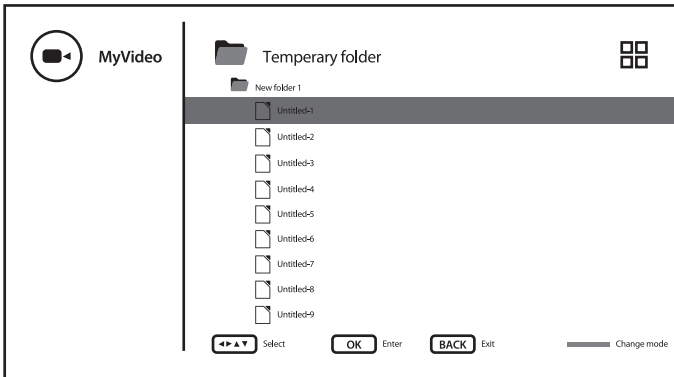 MyVideo
Temperary folder
New folder 1
Untitled-1
Untitled-2
Untitled-3
Untitled-4
Untitled-5
Untitled-6
Untitled-7
Untitled-8
Untitled-9
◄►▲▼ Select OK Enter BACK Exit Change mode